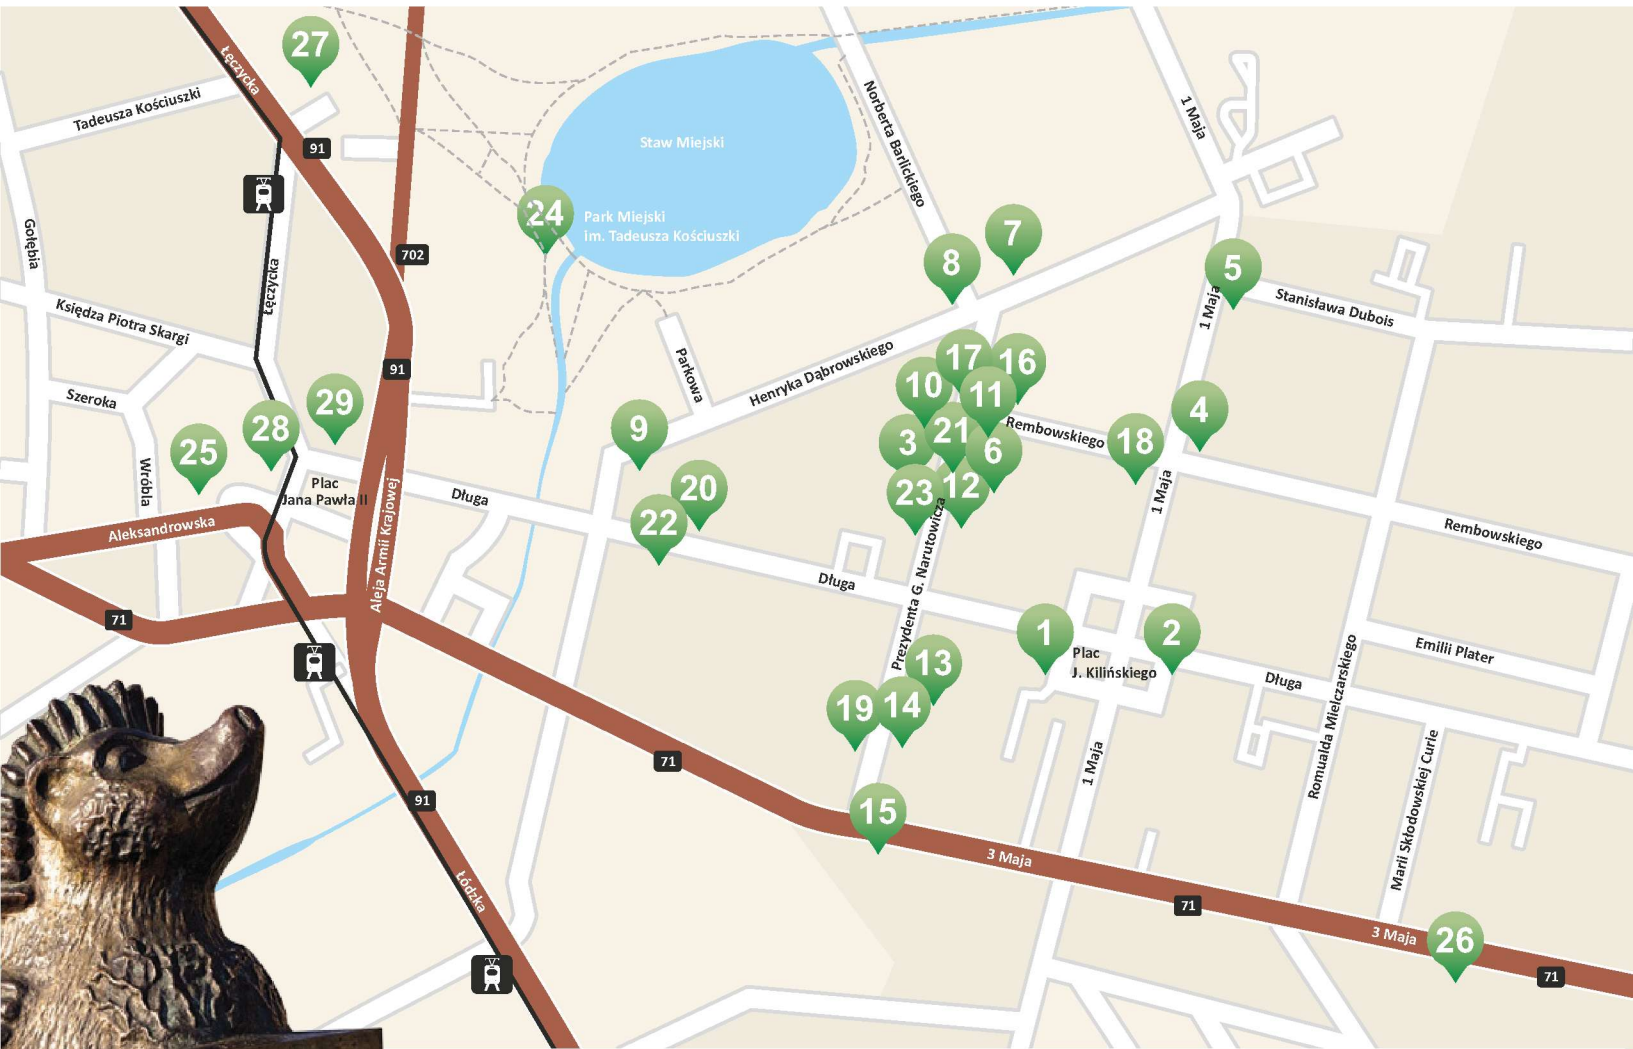 27
Łęczycka
Tadeusza Kościuszki
91
Staw Miejski
Norberta Barlickiego
1 Maja
24
Park Miejski
im. Tadeusza Kościuszki
702
Gołębia
Łęczycka
7
8
5
Stanisława Dubois
1 Maja
Księdza Piotra Skargi
91
Parkowa
Henryka Dąbrowskiego
17
16
10
11
Szeroka
29
28
25
9
3
21
6
Rembowskiego
18
4
Wróbla
Plac
Jana Pawła II
Długa
20
22
23
12
1 Maja
Aleksandrowska
Aleja Armii Krajowej
Rembowskiego
Długa
Prezydenta G. Narutowicza
71
1
2
Plac
J. Kilińskiego
Emilii Plater
13
Długa
Romualda Mielczarskiego
19
14
71
1 Maja
Marii Skłodowskiej Curie
91
15
3 Maja
Łódzka
71
3 Maja
26
71